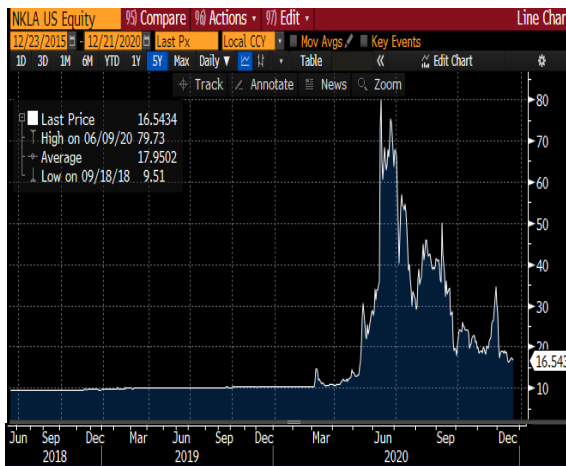 NKLA US Equity 95) Compare 96) Actions 97) Edit Line Char
12/23/2015 - 12/21/2020 Last Px Local CCY Mov Avgs Key Events
1D 3D 1M 6M YTD 1Y 5Y Max Daily ▼ Table « Edit Chart
Track Annotate News Zoom
Last Price 16.5434
High on 06/09/20 79.73
Average 17.9502
Low on 09/18/18 9.51
80
70
60
50
40
30
20
16.543
10
Jun Sep Dec Mar Jun Sep Dec Mar Jun Sep Dec
2018 2019 2020